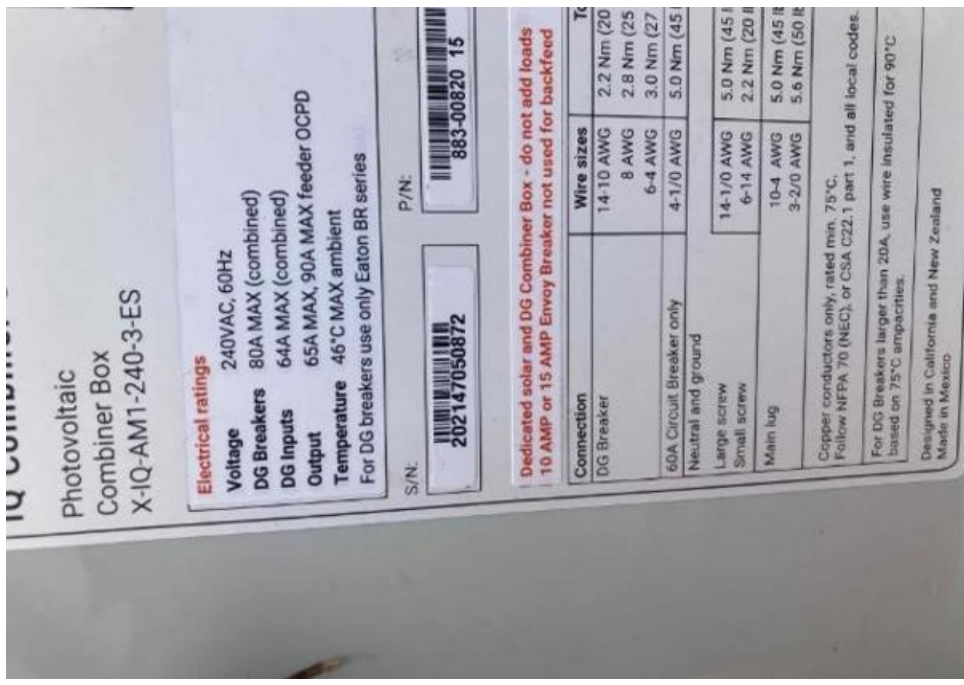 Photovoltaic
Combiner Box
X-IQ-AM1-240-3-ES
Electrical ratings
Voltage 240VAC, 60Hz
DG Breakers 80A MAX (combined)
DG Inputs 64A MAX (combined)
Output 65A MAX, 90A MAX feeder OCPD
Temperature 46°C MAX ambient
For DG breakers use only Eaton BR series
S/N: P/N:
202147050872 883-00820 15
Dedicated solar and DG Combiner Box - do not add loads
10 AMP or 15 AMP Envoy Breaker not used for backfeed
Connection Wire sizes To
DG Breaker 14-10 AWG 2.2 Nm (20
8 AWG 2.8 Nm (25
6-4 AWG 3.0 Nm (27
60A Circuit Breaker only 4-1/0 AWG 5.0 Nm (45
Neutral and ground
Large screw 14-1/0 AWG 5.0 Nm (45
Small screw 6-14 AWG 2.2 Nm (20
Main lug 10-4 AWG 5.0 Nm (45
3-2/0 AWG 5.6 Nm (50
Copper conductors only, rated min. 75°C.
Follow NFPA 70 (NEC), or CSA C22.1 part 1, and all local codes.
For DG Breakers larger than 20A, use wire insulated for 90°C
based on 75°C ampacities.
Designed in California and New Zealand
Made in Mexico